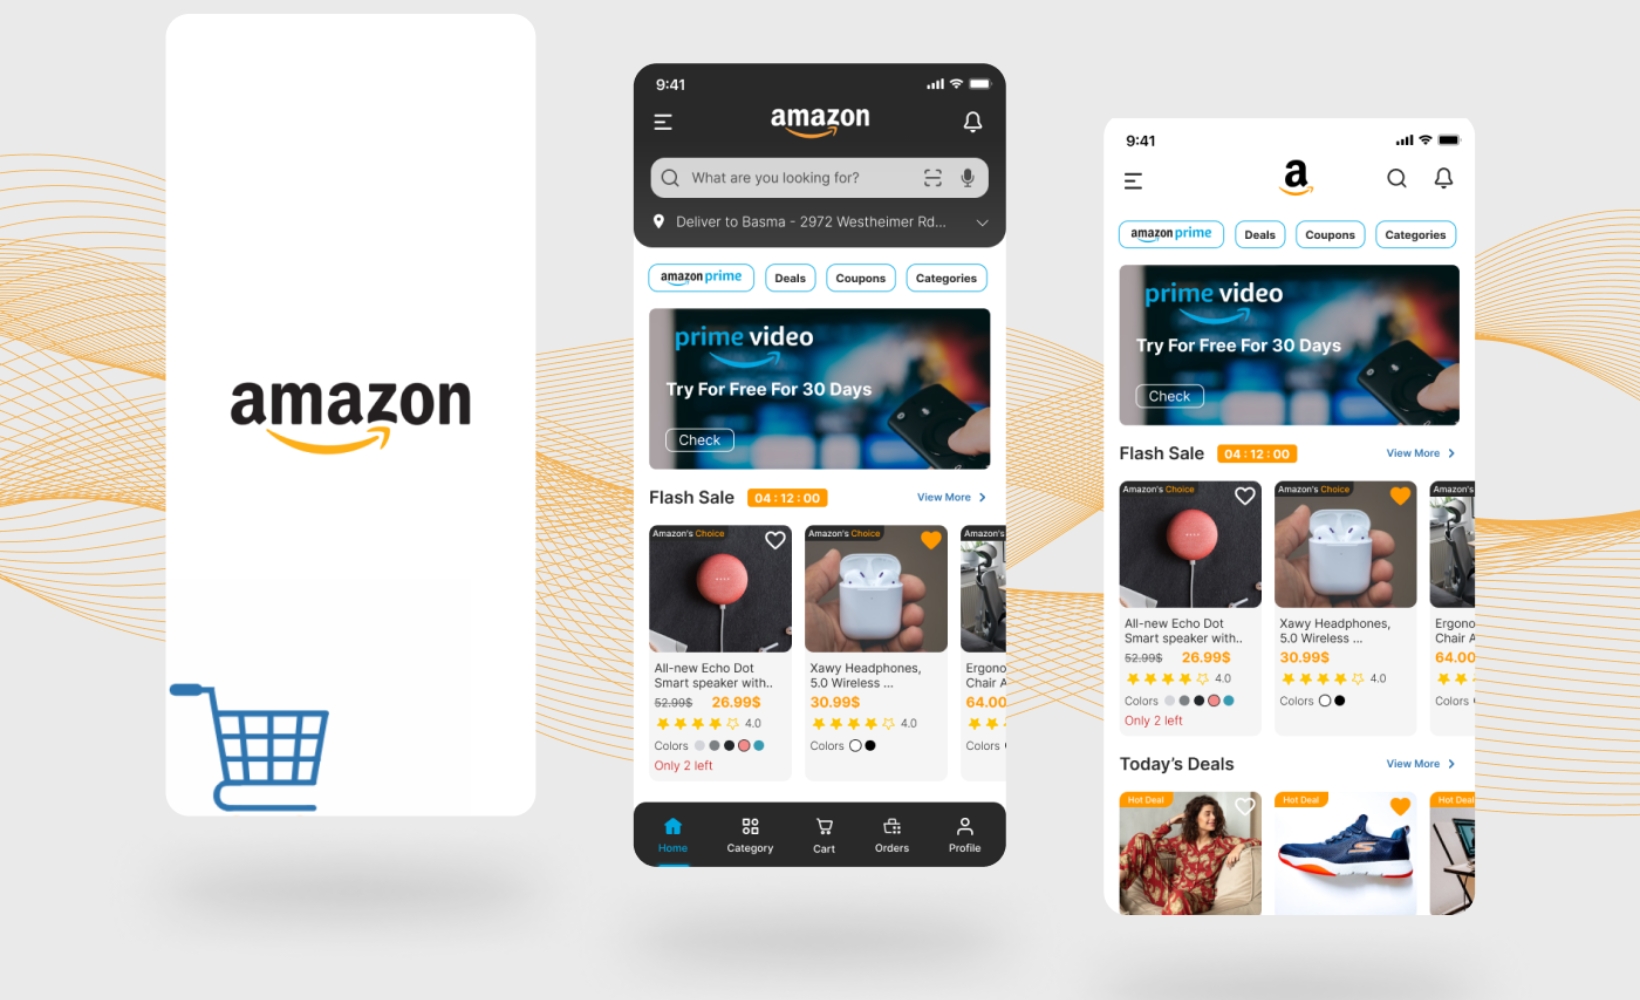 amazon
9:41
amazon
What are you looking for?
Deliver to Basma - 2972 Westheimer Rd...
amazon prime
Deals
Coupons
Categories
prime video
Try For Free For 30 Days
Check
Flash Sale
04 : 12 : 00
View More
Amazon's Choice
Amazon's Choice
Amazon's
All-new Echo Dot
Smart speaker with..
52.99$ 26.99$
4.0
Colors
Only 2 left
Xawy Headphones,
5.0 Wireless ...
30.99$
4.0
Colors
Ergono
Chair A
64.00
Colors
Home
Category
Cart
Orders
Profile
9:41
a
amazon prime
Deals
Coupons
Categories
prime video
Try For Free For 30 Days
Check
Flash Sale
04 : 12 : 00
View More
Amazon's Choice
Amazon's Choice
Amazon's
All-new Echo Dot
Smart speaker with..
52.99$ 26.99$
4.0
Colors
Only 2 left
Xawy Headphones,
5.0 Wireless ...
30.99$
4.0
Colors
Ergono
Chair A
64.00
Colors
Today's Deals
View More
Hot Deal
Hot Deal
Hot Deal